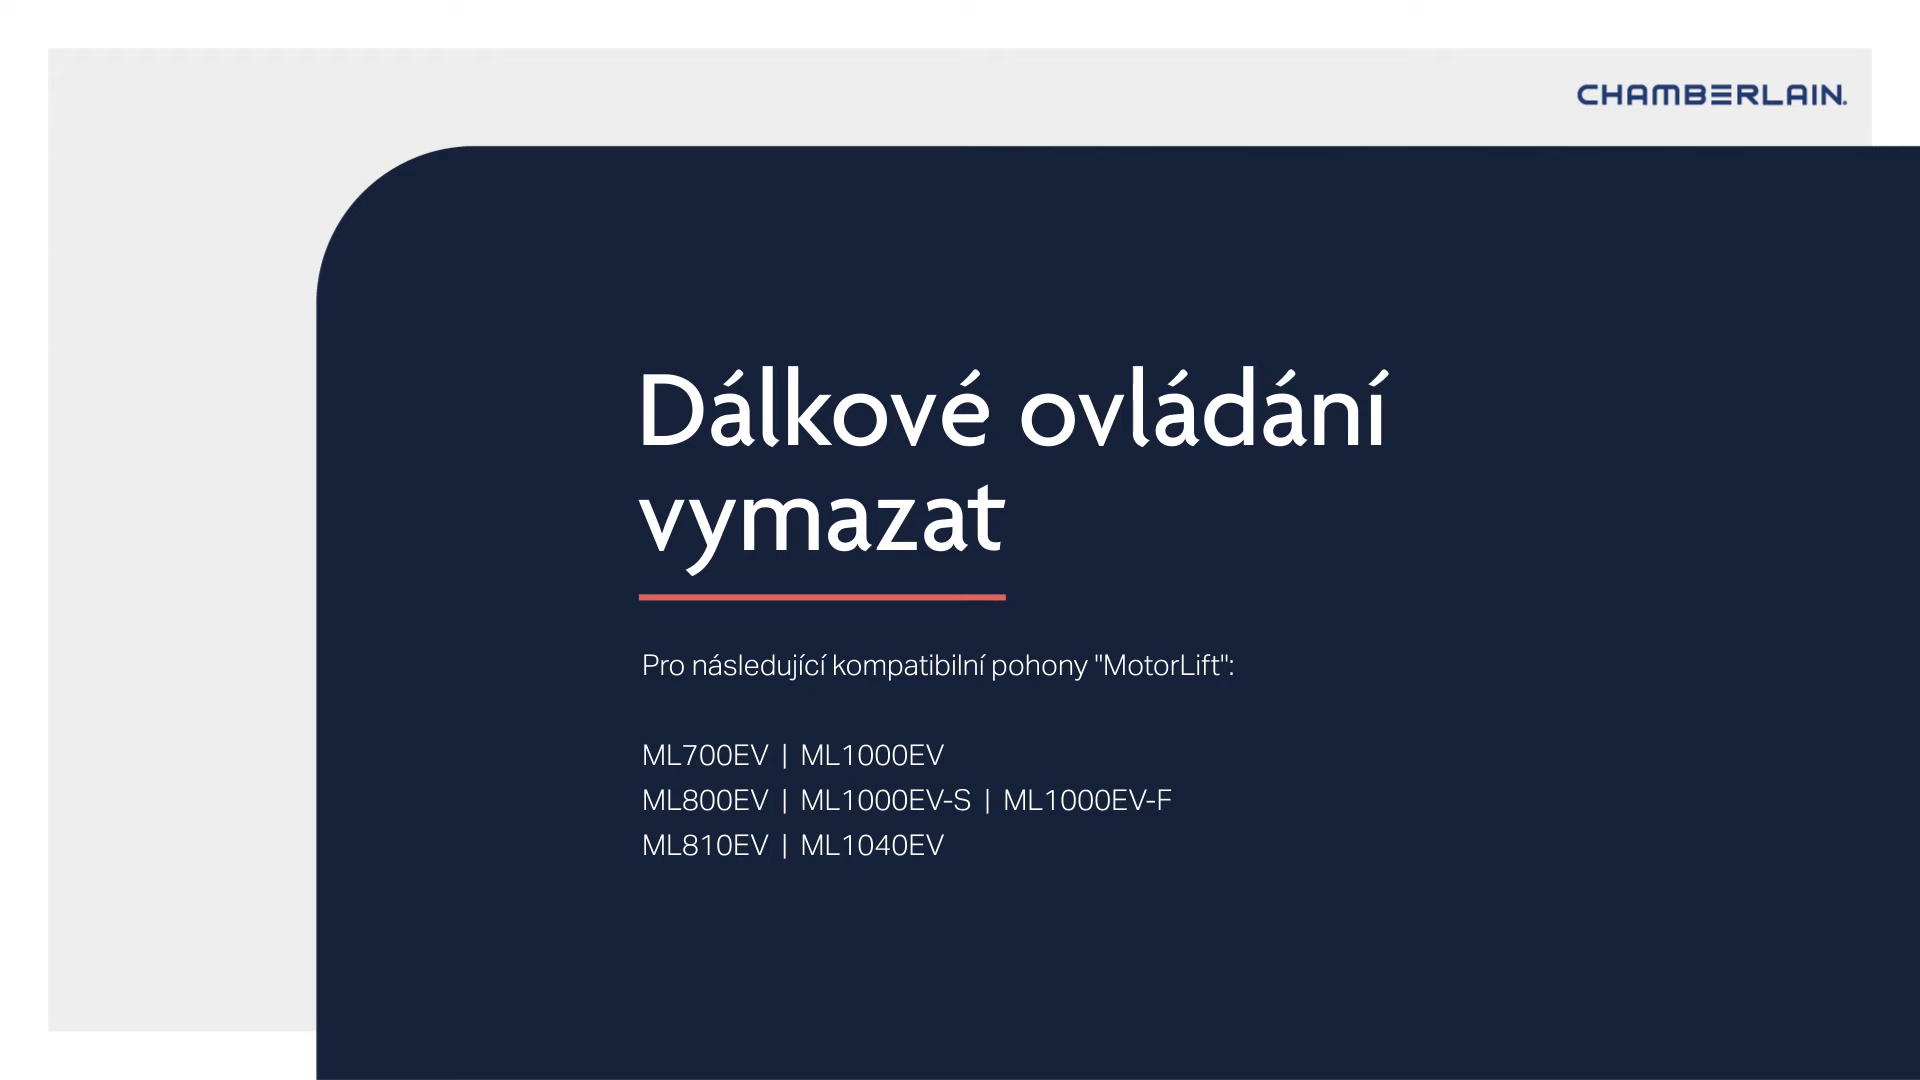 CHAMBERLAIN.
Dálkové ovládání
vymazat
Pro následující kompatibilní pohony "MotorLift":
ML700EV | ML1000EV
ML800EV | ML1000EV-S | ML1000EV-F
ML810EV | ML1040EV